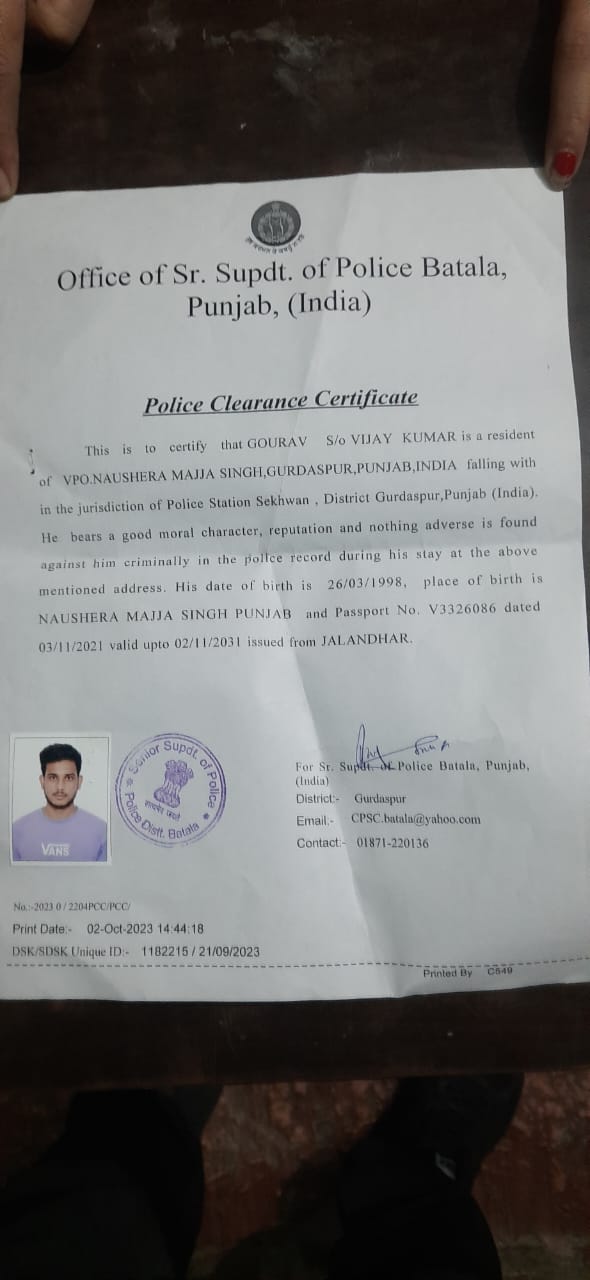 Office of Sr. Supdt. of Police Batala,
Punjab, (India)
Police Clearance Certificate
This is to certify that GOURAV S/o VIJAY KUMAR is a resident
of VPO.NAUSHERA MAJJA SINGH,GURDASPUR,PUNJAB,INDIA falling with
in the jurisdiction of Police Station Sekhwan , District Gurdaspur,Punjab (India).
He bears a good moral character, reputation and nothing adverse is found
against him criminally in the police record during his stay at the above
mentioned address. His date of birth is 26/03/1998, place of birth is
NAUSHERA MAJJA SINGH PUNJAB and Passport No. V3326086 dated
03/11/2021 valid upto 02/11/2031 issued from JALANDHAR.
VANS
Senior Supdt. of Police
सत्यमेव जयते
Police Distt. Batala
For Sr. Supdt. of Police Batala, Punjab,
(India)
District:- Gurdaspur
Email:- CPSC.batala@yahoo.com
Contact:- 01871-220136
No.:-2023 0 / 2204PCC/PCC/
Print Date:- 02-Oct-2023 14:44:18
DSK/SDSK Unique ID:- 1182215 / 21/09/2023
Printed By C549